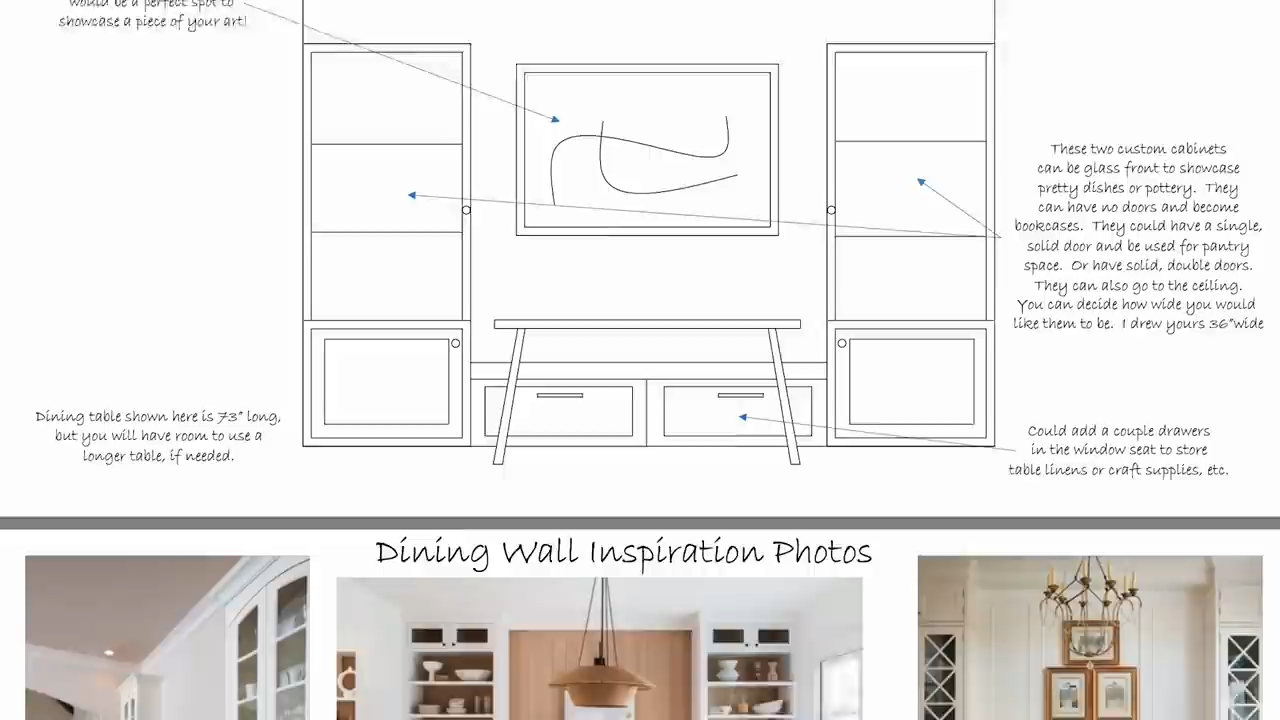 would be a perfect spot to
showcase a piece of your art!
These two custom cabinets
can be glass front to showcase
pretty dishes or pottery. They
can have no doors and become
bookcases. They could have a single,
solid door and be used for pantry
space. Or have solid, double doors.
They can also go to the ceiling.
You can decide how wide you would
like them to be. I drew yours 36"wide
Dining table shown here is 73" long,
but you will have room to use a
longer table, if needed.
Could add a couple drawers
in the window seat to store
table linens or craft supplies, etc.
Dining Wall Inspiration Photos